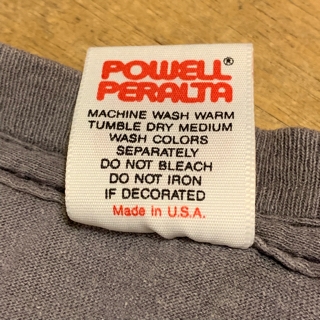 POWELL®
PERALTA
MACHINE WASH WARM
TUMBLE DRY MEDIUM
WASH COLORS
SEPARATELY
DO NOT BLEACH
DO NOT IRON
IF DECORATED
Made in U.S.A.